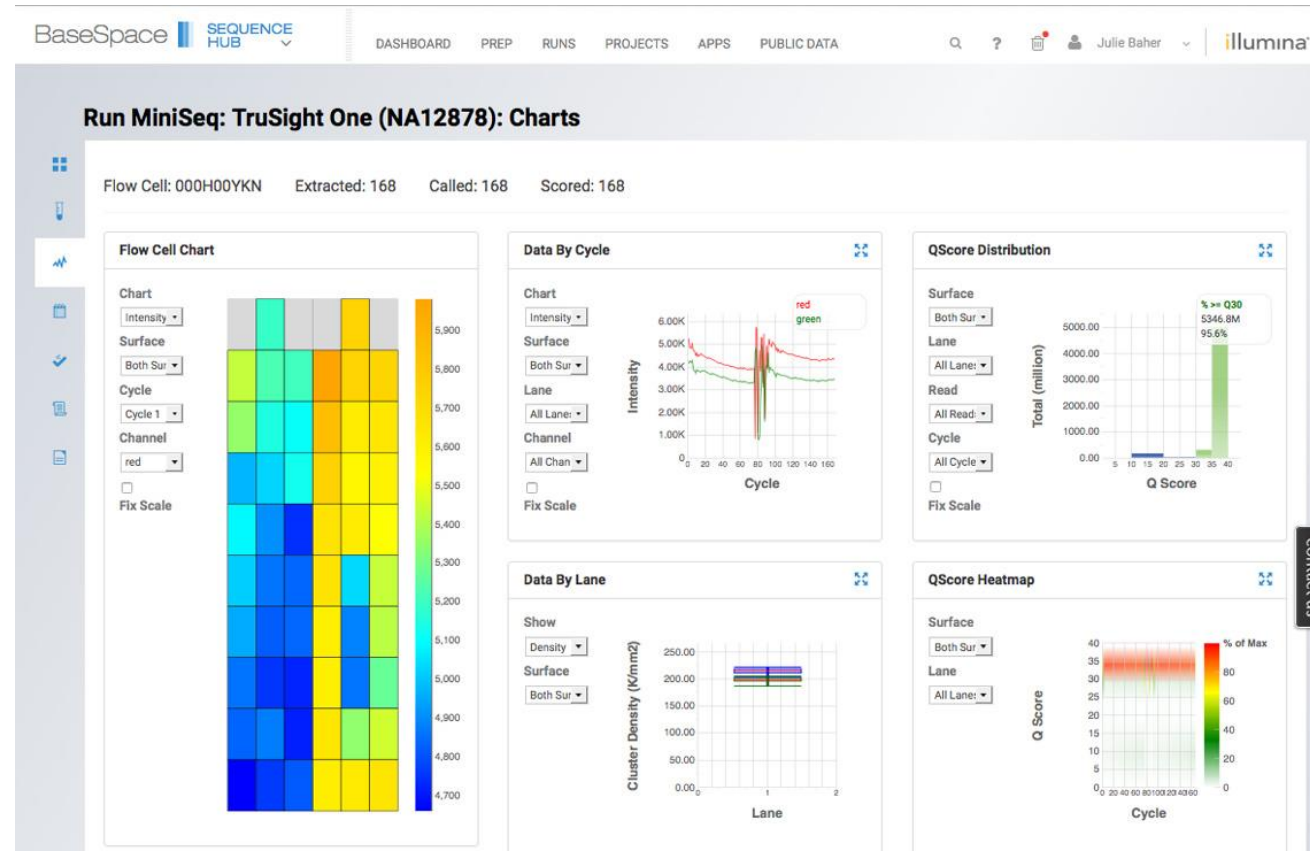 BaseSpace SEQUENCE HUB
DASHBOARD PREP RUNS PROJECTS APPS PUBLIC DATA
? Julie Baher illumina
Run MiniSeq: TruSight One (NA12878): Charts
Flow Cell: 000H00YKN Extracted: 168 Called: 168 Scored: 168
Flow Cell Chart
Chart
Intensity
Surface
Both Sur
Cycle
Cycle 1
Channel
red
Fix Scale
5,900
5,800
5,700
5,600
5,500
5,400
5,300
5,200
5,100
5,000
4,900
4,800
4,700
Data By Cycle
Chart
Intensity
Surface
Both Sur
Lane
All Lane:
Channel
All Chan
Fix Scale
red
green
Intensity
6.00K
5.00K
4.00K
3.00K
2.00K
1.00K
0
0 20 40 60 80 100 120 140 160
Cycle
QScore Distribution
Surface
Both Sur
Lane
All Lane:
Read
All Read:
Cycle
All Cycle
Fix Scale
% >= Q30
5346.8M
95.6%
Total (million)
5000.00
4000.00
3000.00
2000.00
1000.00
0.00
5 10 15 20 25 30 35 40
Q Score
Data By Lane
Show
Density
Surface
Both Sur
Cluster Density (K/mm2)
250.00
200.00
150.00
100.00
50.00
0.00
0 1 2
Lane
QScore Heatmap
Surface
Both Sur
Lane
All Lane:
Q Score
40
35
30
25
20
15
10
5
0
0 20 40 60 80 100 120 140 160
Cycle
% of Max
80
60
40
20
0